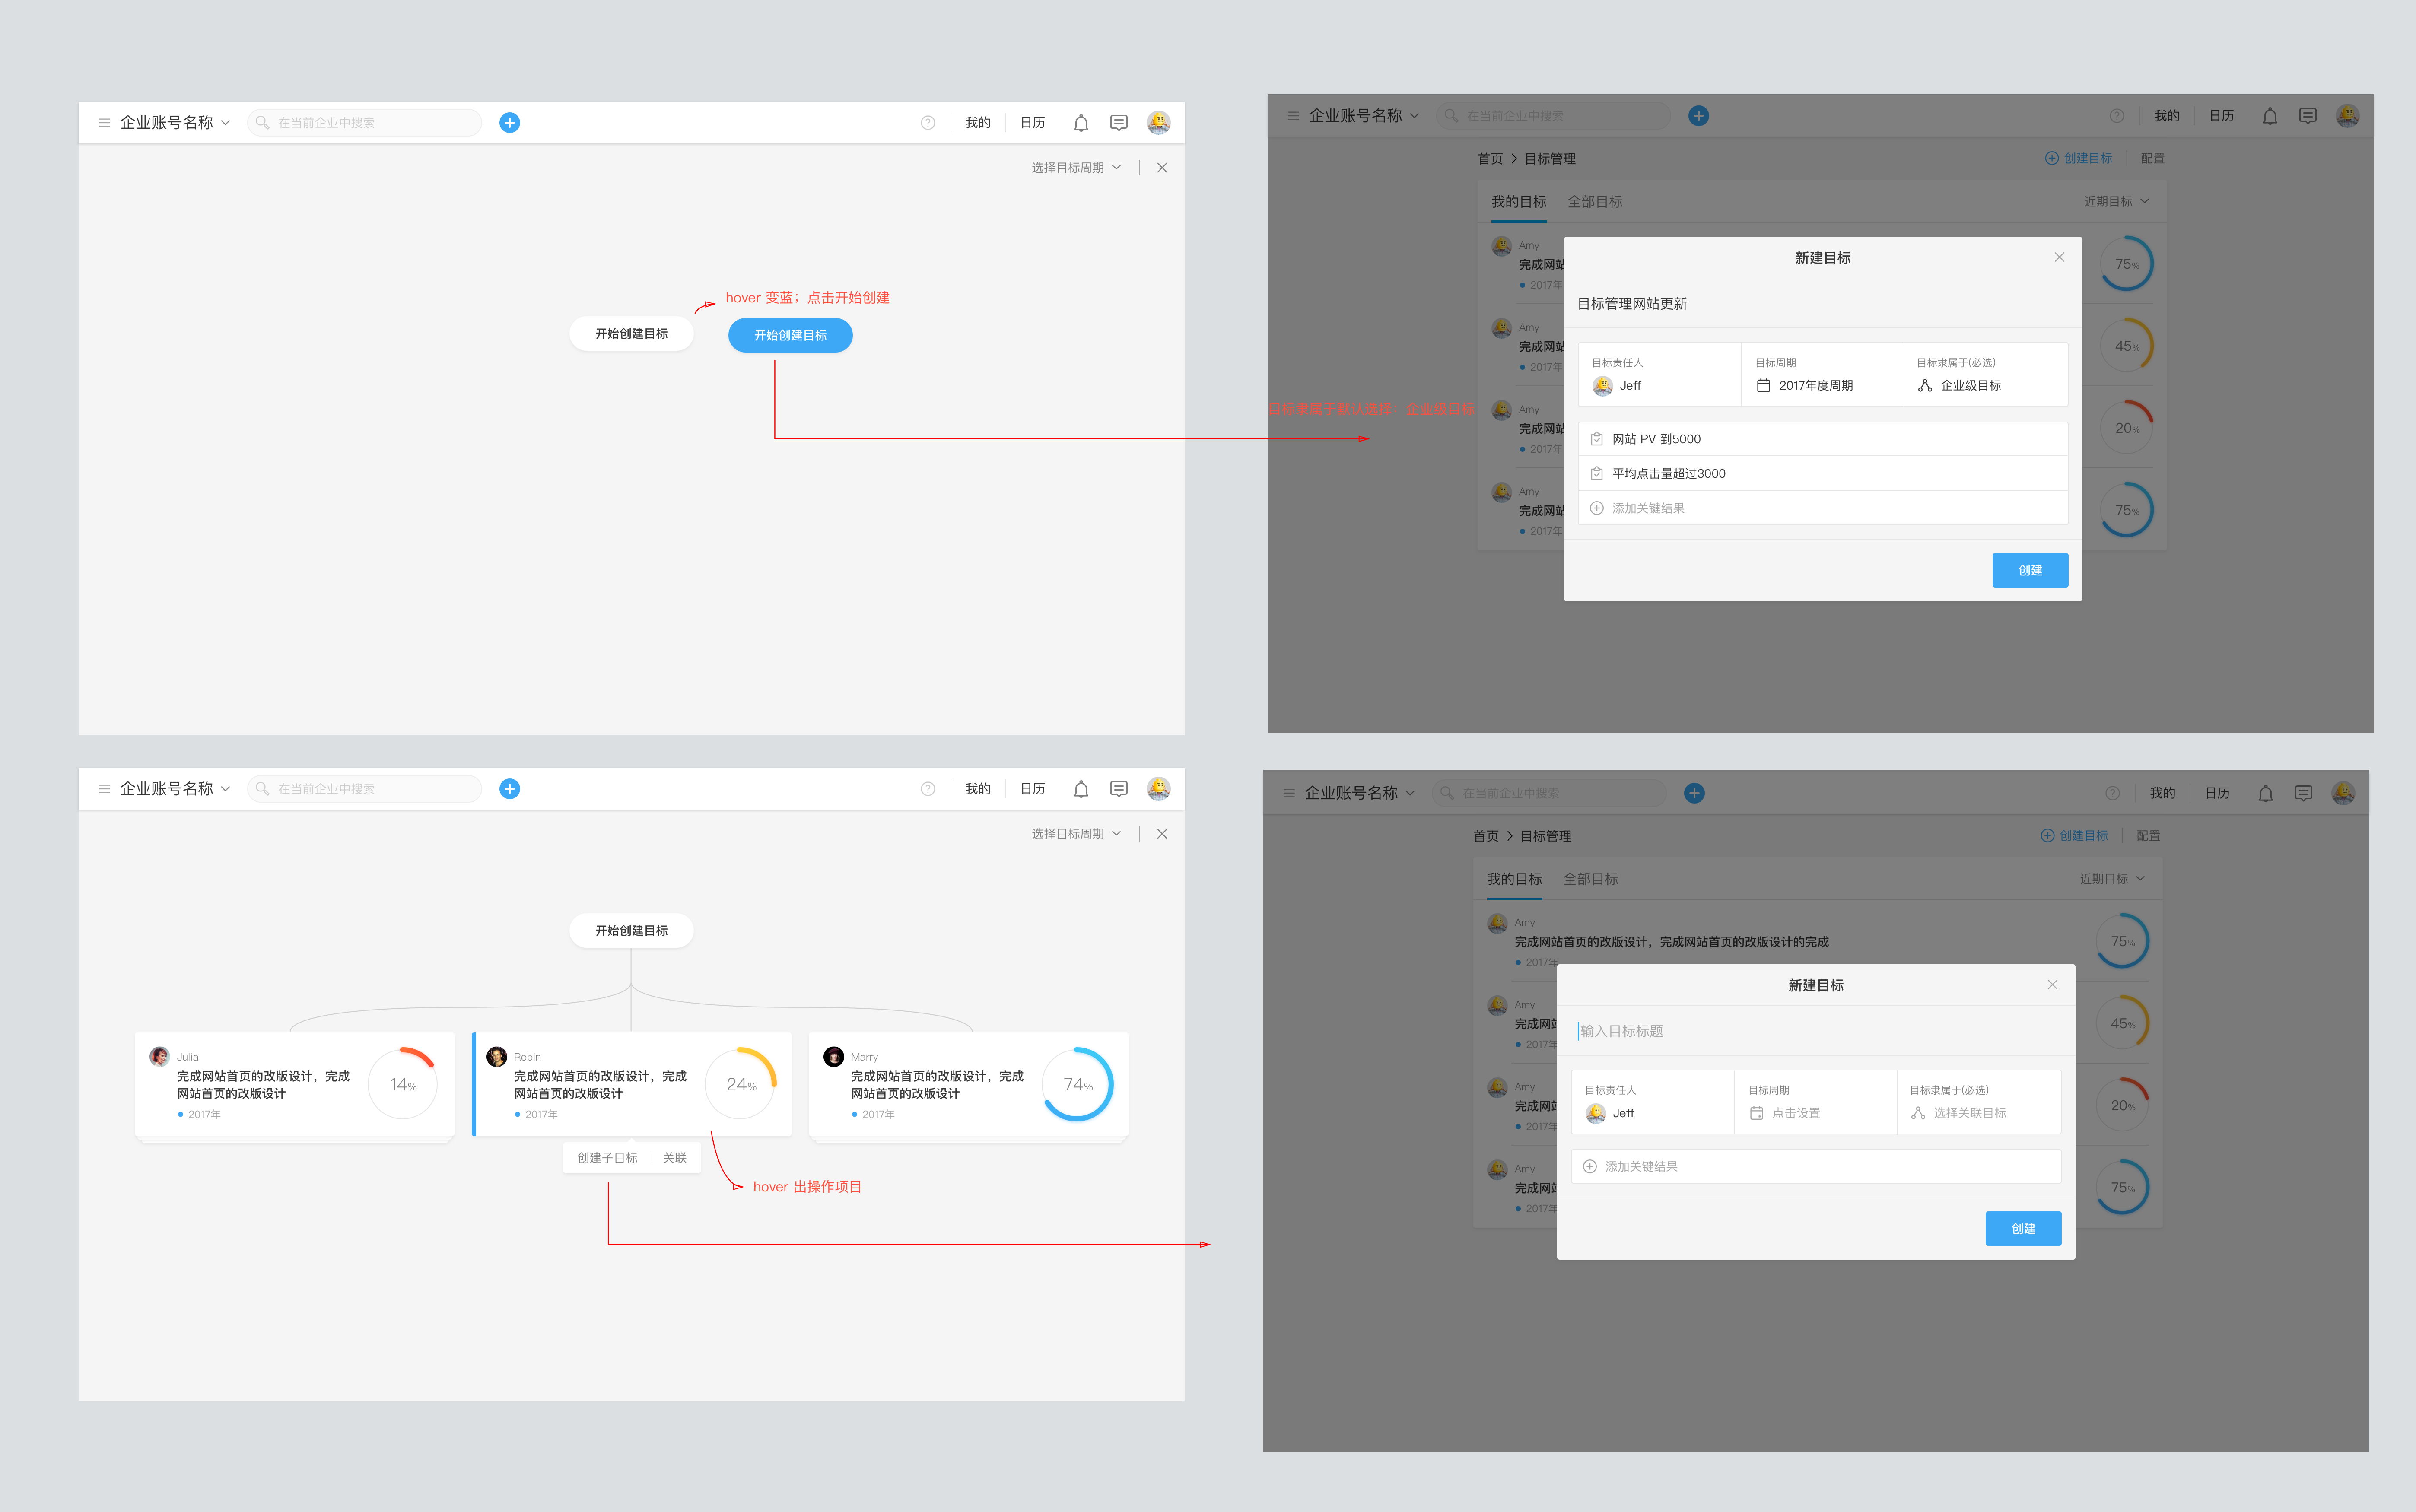 企业账号名称
在当前企业中搜索
我的
日历
选择目标周期
hover 变蓝；点击开始创建
开始创建目标
开始创建目标
企业账号名称
在当前企业中搜索
我的
日历
首页 > 目标管理
创建目标
配置
我的目标
全部目标
近期目标
Amy
完成网站
2017年
75%
Amy
完成网站
2017年
45%
Amy
完成网站
2017年
20%
Amy
完成网站
2017年
75%
目标隶属于默认选择 企业级目标
新建目标
目标管理网站更新
目标责任人
Jeff
目标周期
2017年度周期
目标隶属于(必选)
企业级目标
网站 PV 到5000
平均点击量超过3000
添加关键结果
创建
企业账号名称
在当前企业中搜索
我的
日历
选择目标周期
开始创建目标
Julia
完成网站首页的改版设计，完成
网站首页的改版设计
2017年
14%
Robin
完成网站首页的改版设计，完成
网站首页的改版设计
2017年
24%
Marry
完成网站首页的改版设计，完成
网站首页的改版设计
2017年
74%
创建子目标
关联
hover 出操作项目
企业账号名称
在当前企业中搜索
我的
日历
首页 > 目标管理
创建目标
配置
我的目标
全部目标
近期目标
Amy
完成网站首页的改版设计，完成网站首页的改版设计的完成
2017年
75%
Amy
完成网站
2017年
45%
Amy
完成网站
2017年
20%
Amy
完成网站
2017年
75%
新建目标
输入目标标题
目标责任人
Jeff
目标周期
点击设置
目标隶属于(必选)
选择关联目标
添加关键结果
创建